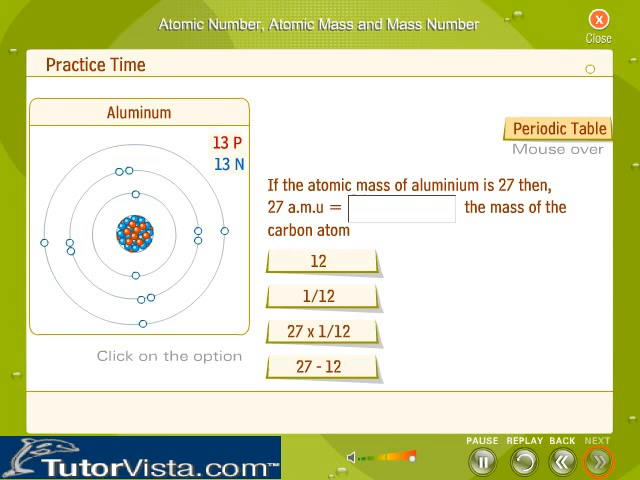 Atomic Number, Atomic Mass and Mass Number
Close
Practice Time
Aluminum
13 P
13 N
Periodic Table
Mouse over
If the atomic mass of aluminium is 27 then,
27 a.m.u = the mass of the
carbon atom
12
1/12
27 x 1/12
27 - 12
Click on the option
PAUSE REPLAY BACK NEXT
TutorVista.com™